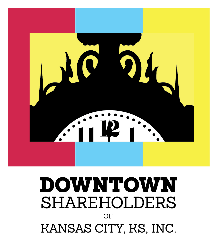 12
DOWNTOWN
SHAREHOLDERS
OF
KANSAS CITY, KS, INC.